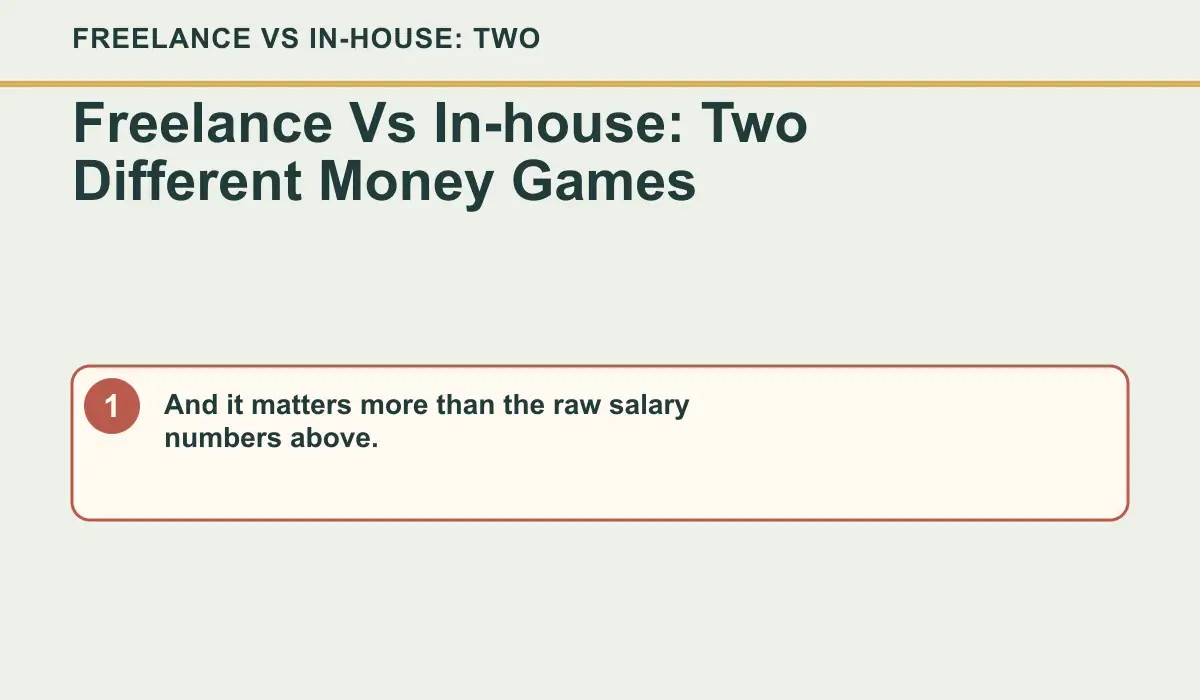 FREELANCE VS IN-HOUSE: TWO
Freelance Vs In-house: Two
Different Money Games
1
And it matters more than the raw salary
numbers above.